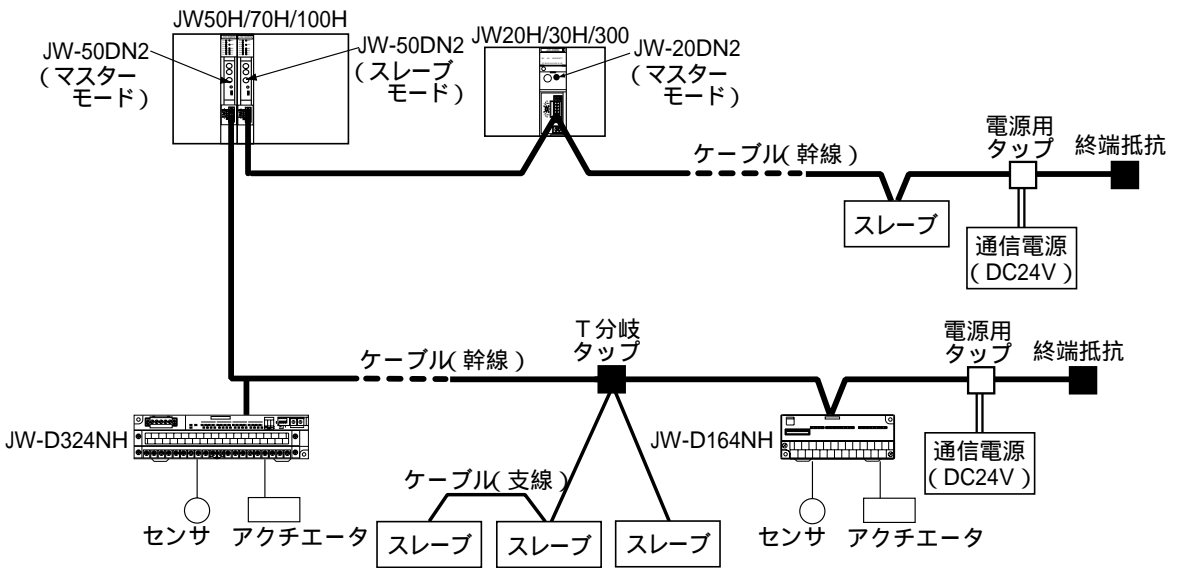 JW50H/70H/100H
JW-50DN2
(マスター
モード)
JW-50DN2
(スレーブ
モード)
JW20H/30H/300
JW-20DN2
(マスター
モード)
ケーブル(幹線)
電源用
タップ
終端抵抗
スレーブ
通信電源
(DC24V)
ケーブル(幹線)
T分岐
タップ
電源用
タップ
終端抵抗
JW-D324NH
JW-D164NH
通信電源
(DC24V)
ケーブル(支線)
センサ
アクチエータ
スレーブ
スレーブ
スレーブ
センサ
アクチエータ